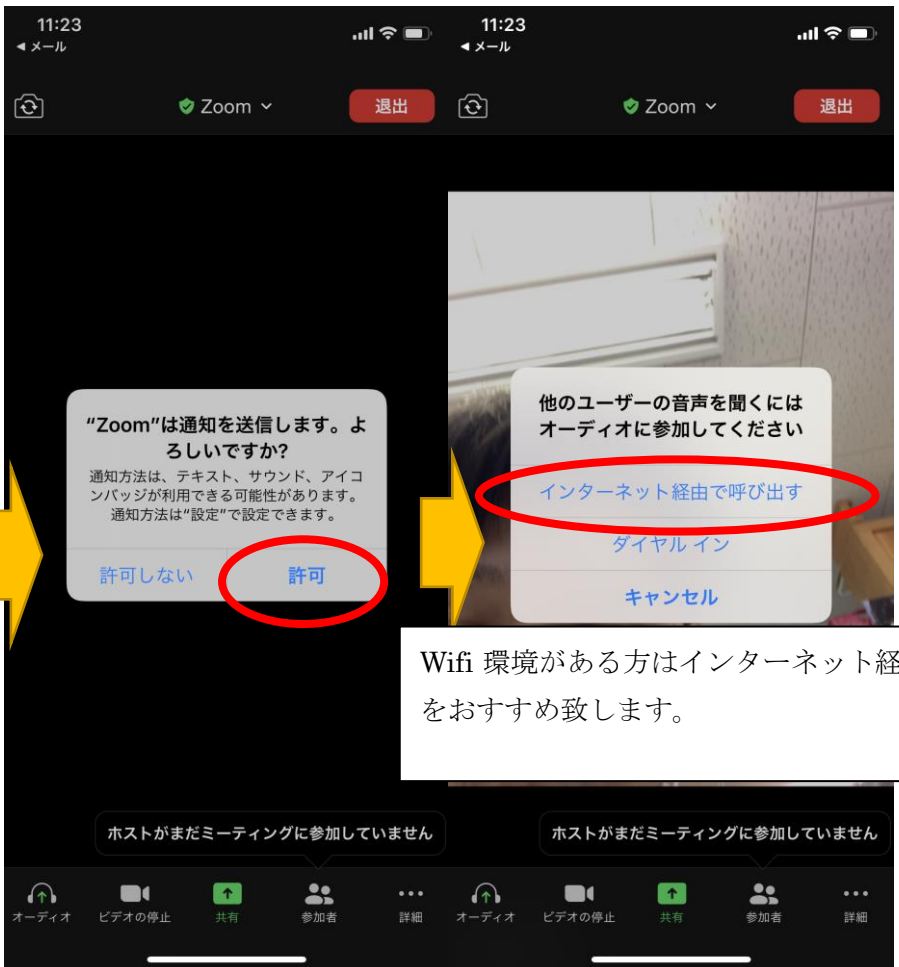 11:23
◀ メール
Zoom
退出
“Zoom”は通知を送信します。よ
ろしいですか?
通知方法は、テキスト、サウンド、アイコ
ンバッジが利用できる可能性があります。
通知方法は“設定”で設定できます。
許可しない
許可
ホストがまだミーティングに参加していません
オーディオ
ビデオの停止
共有
参加者
詳細
11:23
◀ メール
Zoom
退出
他のユーザーの音声を聞くには
オーディオに参加してください
インターネット経由で呼び出す
ダイヤル イン
キャンセル
Wifi 環境がある方はインターネット経
をおすすめ致します。
ホストがまだミーティングに参加していません
オーディオ
ビデオの停止
共有
参加者
詳細